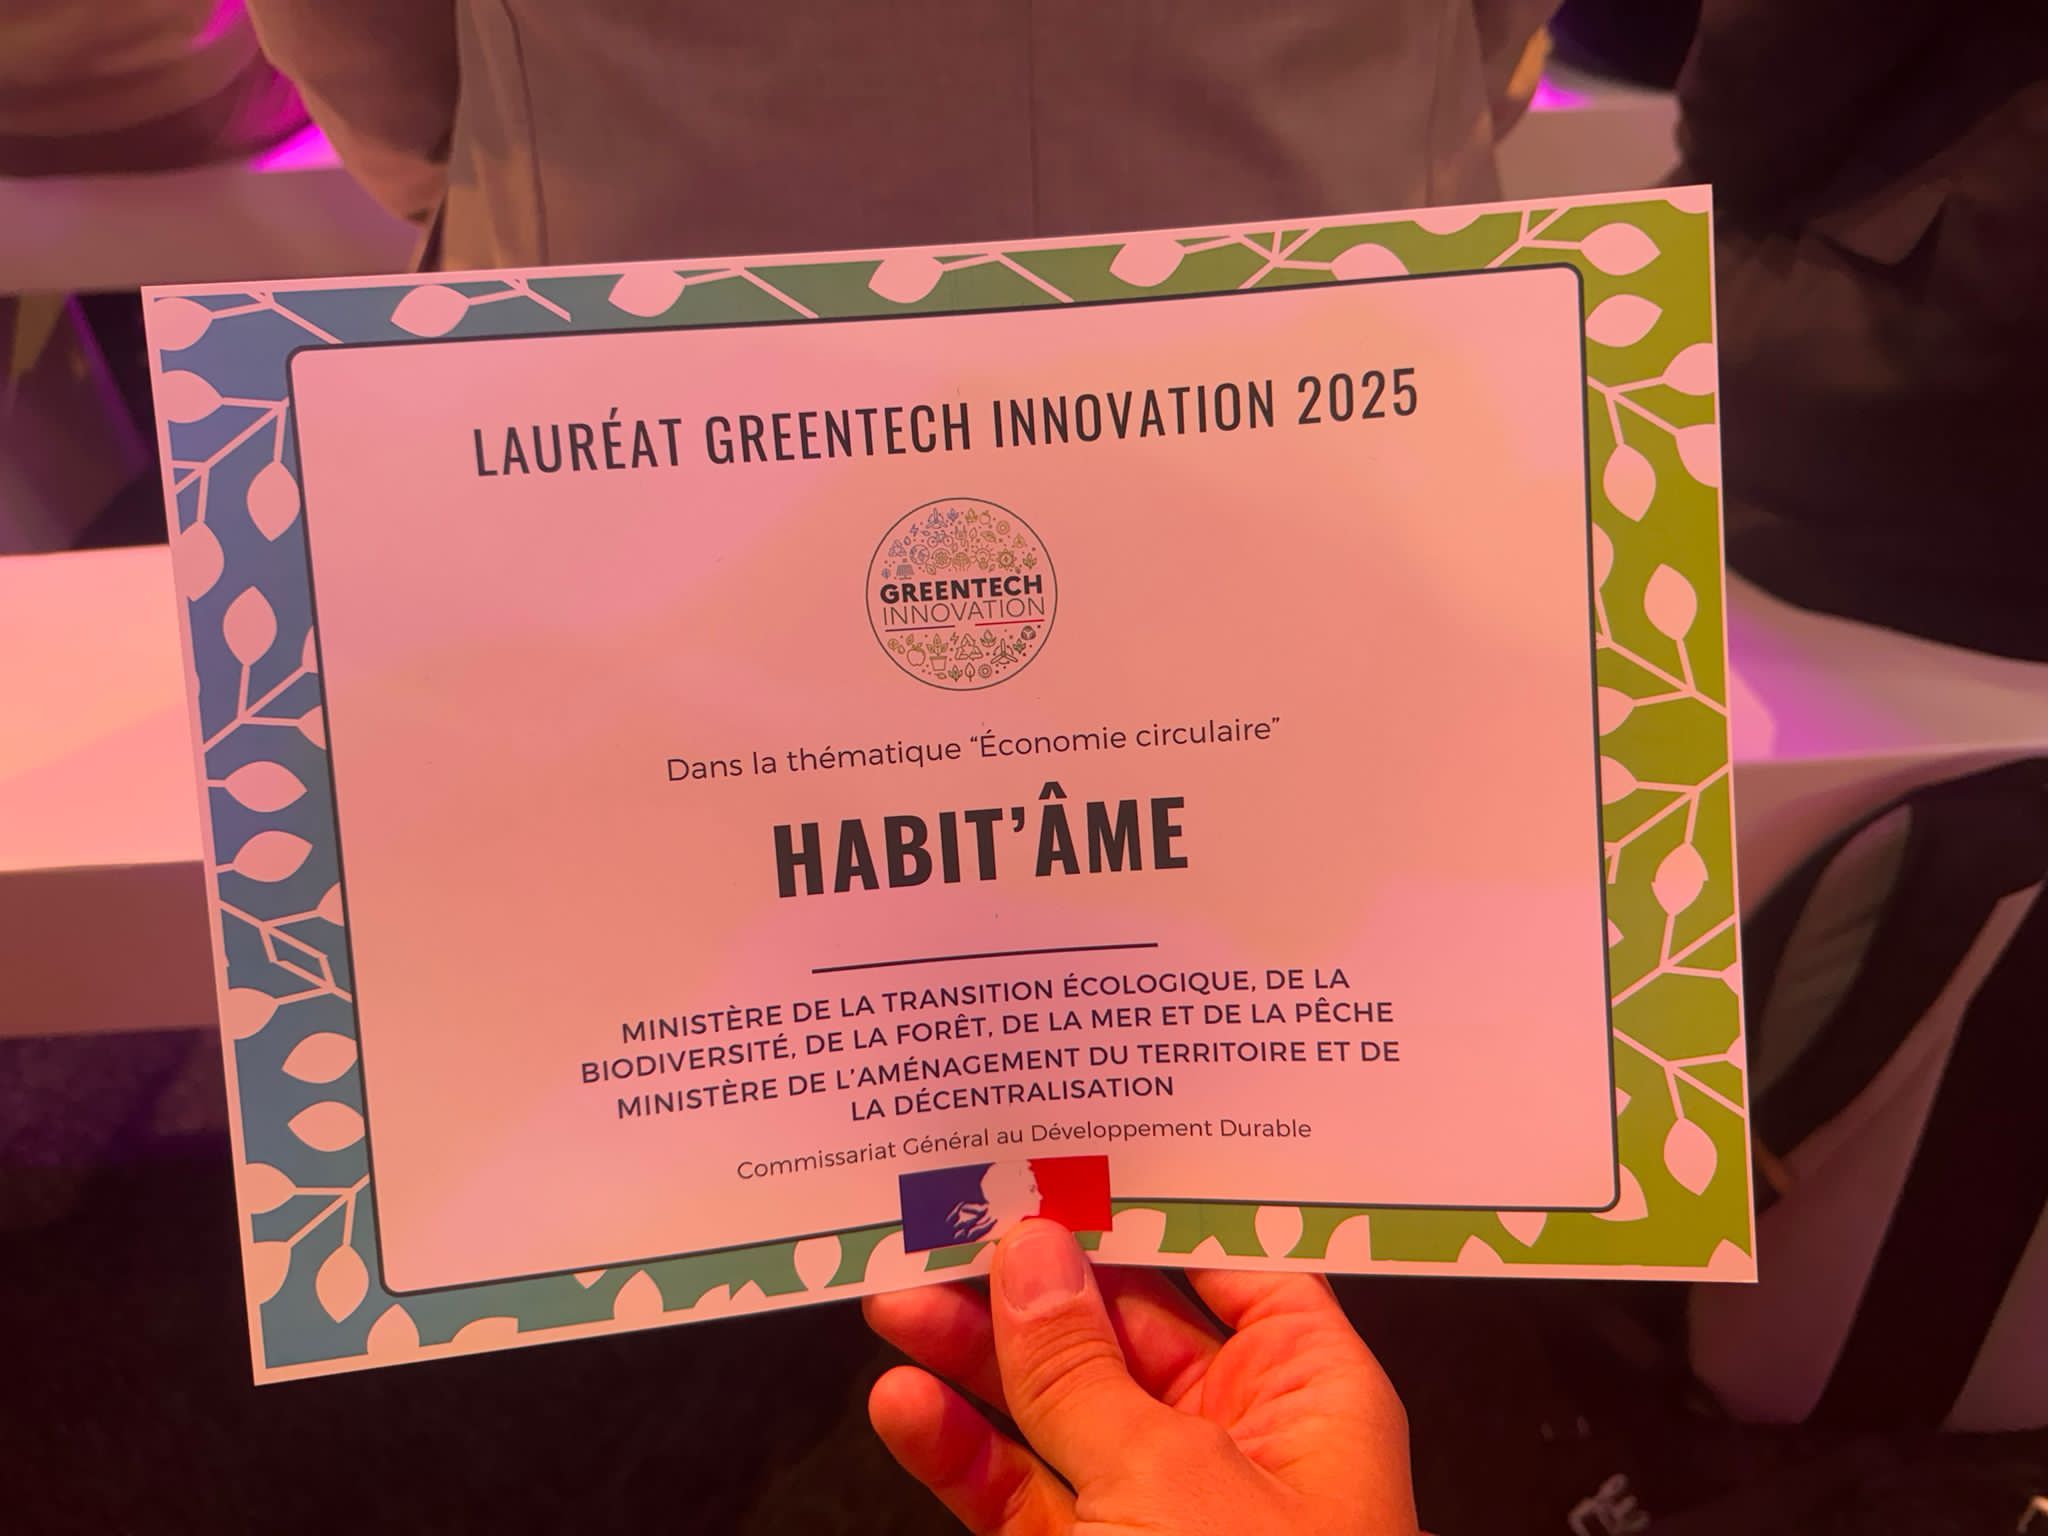 LAURÉAT GREENTECH INNOVATION 2025
GREENTECH
INNOVATION
Dans la thématique “Économie circulaire”
HABIT’ÂME
MINISTÈRE DE LA TRANSITION ÉCOLOGIQUE, DE LA
BIODIVERSITÉ, DE LA FORÊT, DE LA MER ET DE LA PÊCHE
MINISTÈRE DE L’AMÉNAGEMENT DU TERRITOIRE ET DE
LA DÉCENTRALISATION
Commissariat Général au Développement Durable